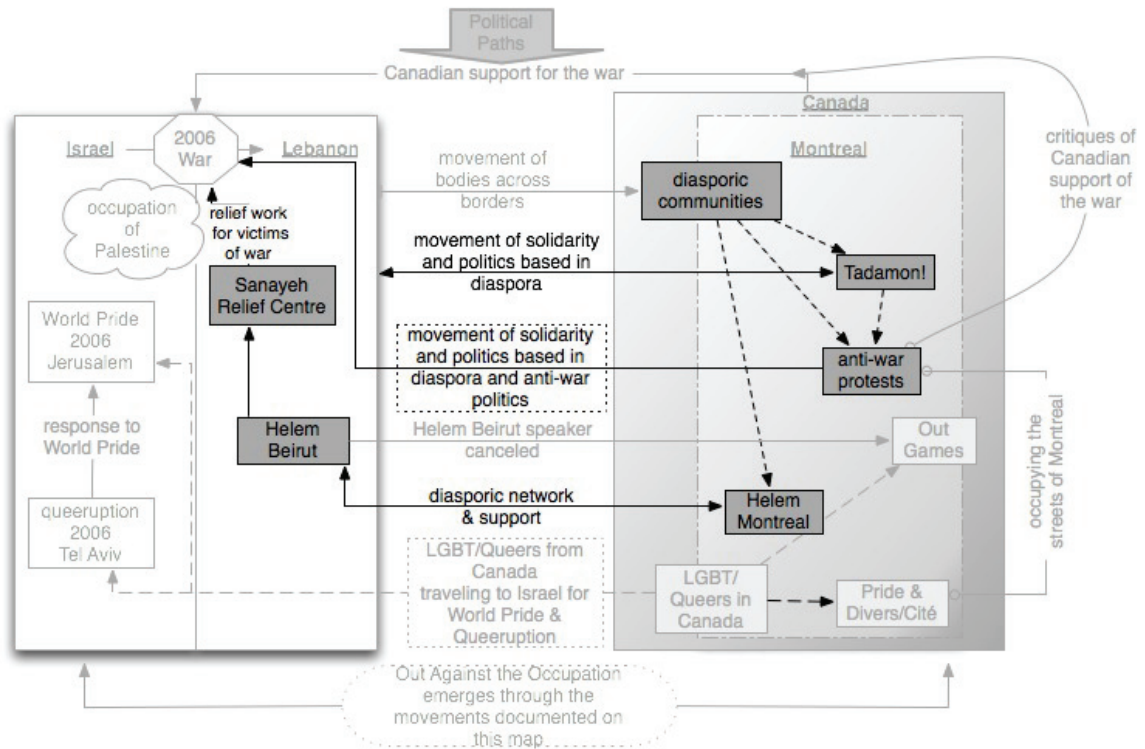 Political
Paths
Canadian support for the war
Canada
Montreal
critiques of
Canadian
support of
the war
Israel
2006
War
Lebanon
occupation
of
Palestine
relief work
for victims
of war
Sanayeh
Relief Centre
World Pride
2006
Jerusalem
response to
World Pride
queeruption
2006
Tel Aviv
Helem
Beirut
movement of
bodies across
borders
movement of solidarity
and politics based in
diaspora
movement of solidarity
and politics based in
diaspora and anti-war
politics
Helem Beirut speaker
canceled
diasporic network
& support
LGBT/Queers from
Canada
traveling to Israel for
World Pride &
Queeruption
diasporic
communities
Tadamon!
anti-war
protests
Out
Games
Helem
Montreal
LGBT/
Queers in
Canada
Pride &
Divers/Cité
occupying the
streets of Montreal
Out Against the Occupation
emerges through the
movements documented on
this map